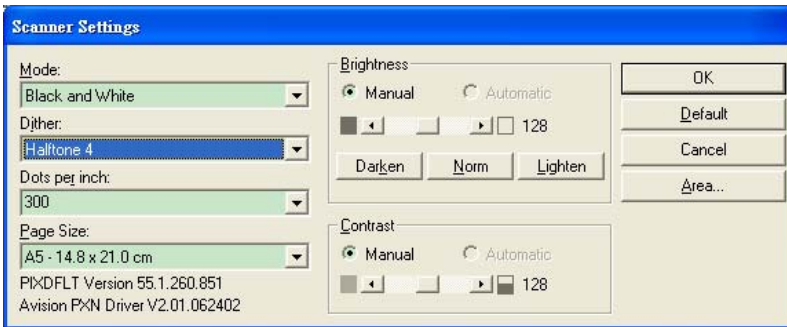 Scanner Settings
Mode:
Black and White
Dither:
Halftone 4
Dots per inch:
300
Page Size:
A5 - 14.8 x 21.0 cm
PIXDFLT Version 55.1.260.851
Avision PXN Driver V2.01.062402
Brightness
Manual
Automatic
128
Darken
Norm
Lighten
Contrast
Manual
Automatic
128
OK
Default
Cancel
Area...